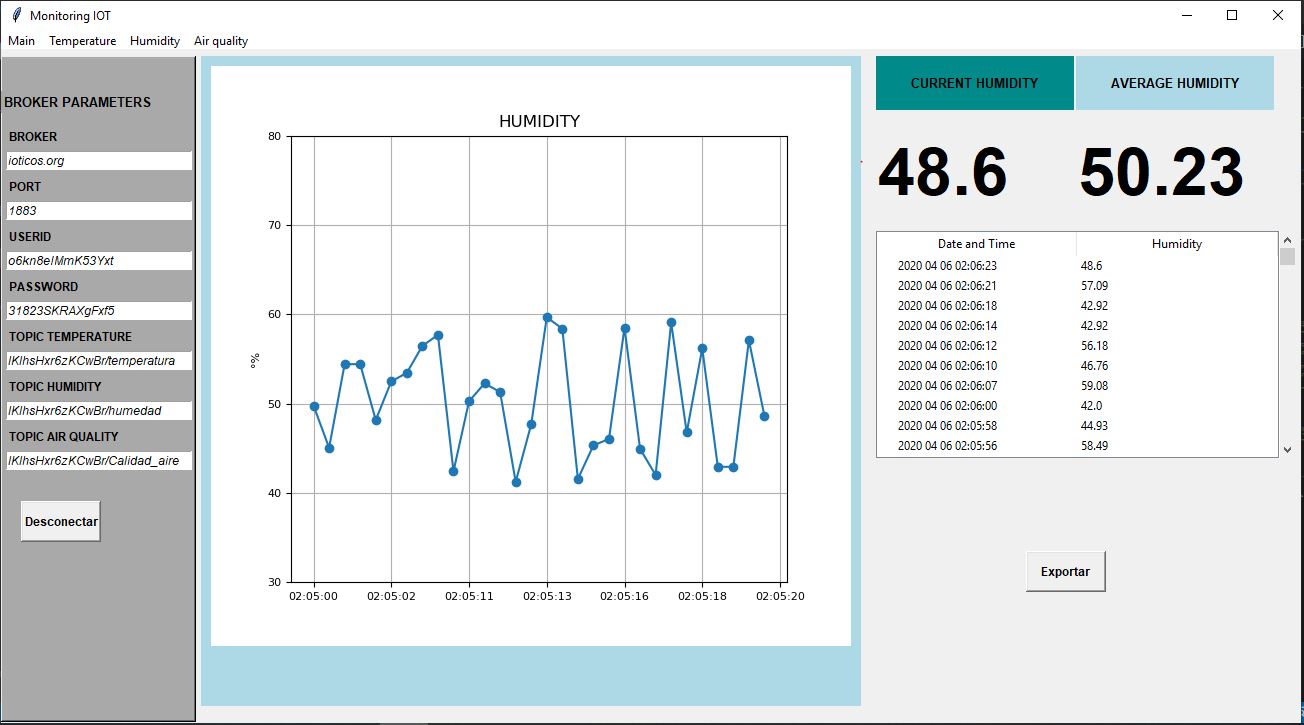 Monitoring IOT
Main Temperature Humidity Air quality
BROKER PARAMETERS
BROKER
ioticos.org
PORT
1883
USERID
o6kn8elMmK53Yxt
PASSWORD
31823SKRAXgFxf5
TOPIC TEMPERATURE
lKlhsHxr6zKCwBr/temperatura
TOPIC HUMIDITY
lKlhsHxr6zKCwBr/humedad
TOPIC AIR QUALITY
lKlhsHxr6zKCwBr/Calidad_aire
Desconectar
HUMIDITY
°%
80
70
60
50
40
30
02:05:00 02:05:02 02:05:11 02:05:13 02:05:16 02:05:18 02:05:20
CURRENT HUMIDITY AVERAGE HUMIDITY
48.6 50.23
Date and Time Humidity
2020 04 06 02:06:23 48.6
2020 04 06 02:06:21 57.09
2020 04 06 02:06:18 42.92
2020 04 06 02:06:14 42.92
2020 04 06 02:06:12 56.18
2020 04 06 02:06:10 46.76
2020 04 06 02:06:07 59.08
2020 04 06 02:06:00 42.0
2020 04 06 02:05:58 44.93
2020 04 06 02:05:56 58.49
Exportar